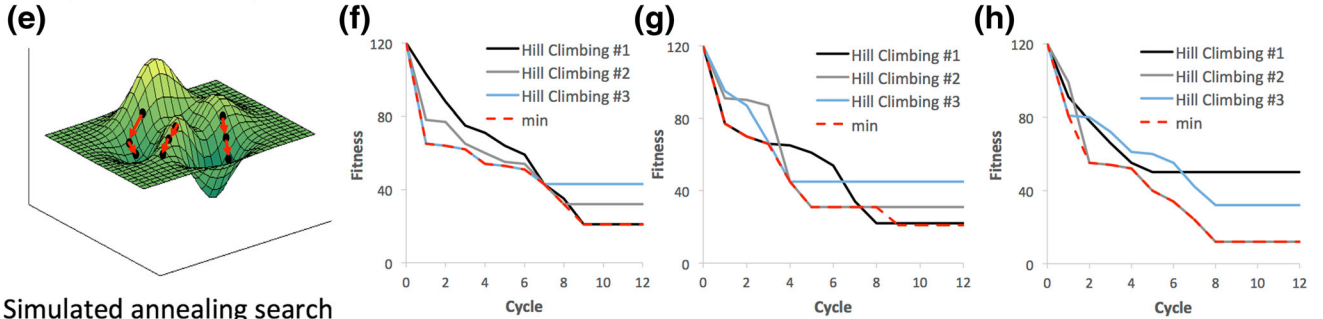 (e)
Simulated annealing search
(f)
120
80
40
0
Fitness
0 2 4 6 8 10 12
Cycle
Hill Climbing #1
Hill Climbing #2
Hill Climbing #3
min
(g)
120
80
40
0
Fitness
0 2 4 6 8 10 12
Cycle
Hill Climbing #1
Hill Climbing #2
Hill Climbing #3
min
(h)
120
80
40
0
Fitness
0 2 4 6 8 10 12
Cycle
Hill Climbing #1
Hill Climbing #2
Hill Climbing #3
min